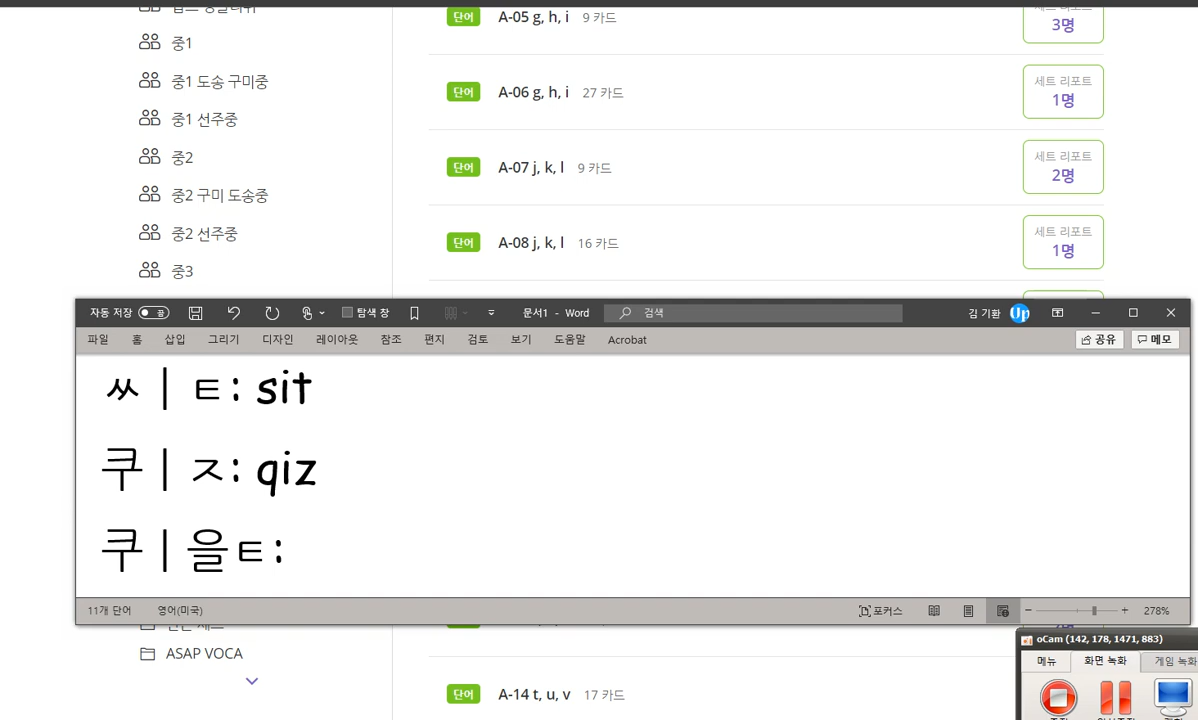 중1
중1 도송 구미중
중1 선주중
중2
중2 구미 도송중
중2 선주중
중3
단어 A-05 g, h, i 9 카드
3명
단어 A-06 g, h, i 27 카드
세트 리포트
1명
단어 A-07 j, k, l 9 카드
세트 리포트
2명
단어 A-08 j, k, l 16 카드
세트 리포트
1명
자동 저장 끔 탐색 창 문서1 - Word 검색 김 기환 Up
파일 홈 삽입 그리기 디자인 레이아웃 참조 편지 검토 보기 도움말 Acrobat 공유 메모
ㅆ ㅣ ㅌ: sit
쿠 ㅣ ㅈ: qiz
쿠 ㅣ 을ㅌ:
11개 단어 영어(미국) 포커스 278%
ASAP VOCA
단어 A-14 t, u, v 17 카드
oCam (142, 178, 1471, 883)
메뉴 화면 녹화 게임 녹화